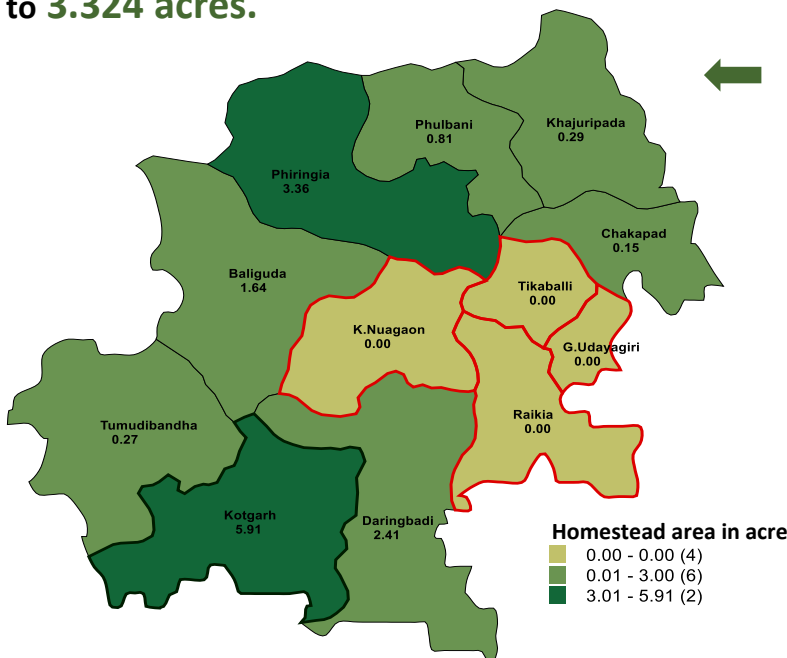 to 3.324 acres.
Phulbani
0.81
Khajuripada
0.29
Phiringia
3.36
Chakapad
0.15
Baliguda
1.64
Tikaballi
0.00
K.Nuagaon
0.00
G.Udayagiri
0.00
Raikia
0.00
Tumudibandha
0.27
Kotgarh
5.91
Daringbadi
2.41
Homestead area in acre
0.00 - 0.00 (4)
0.01 - 3.00 (6)
3.01 - 5.91 (2)